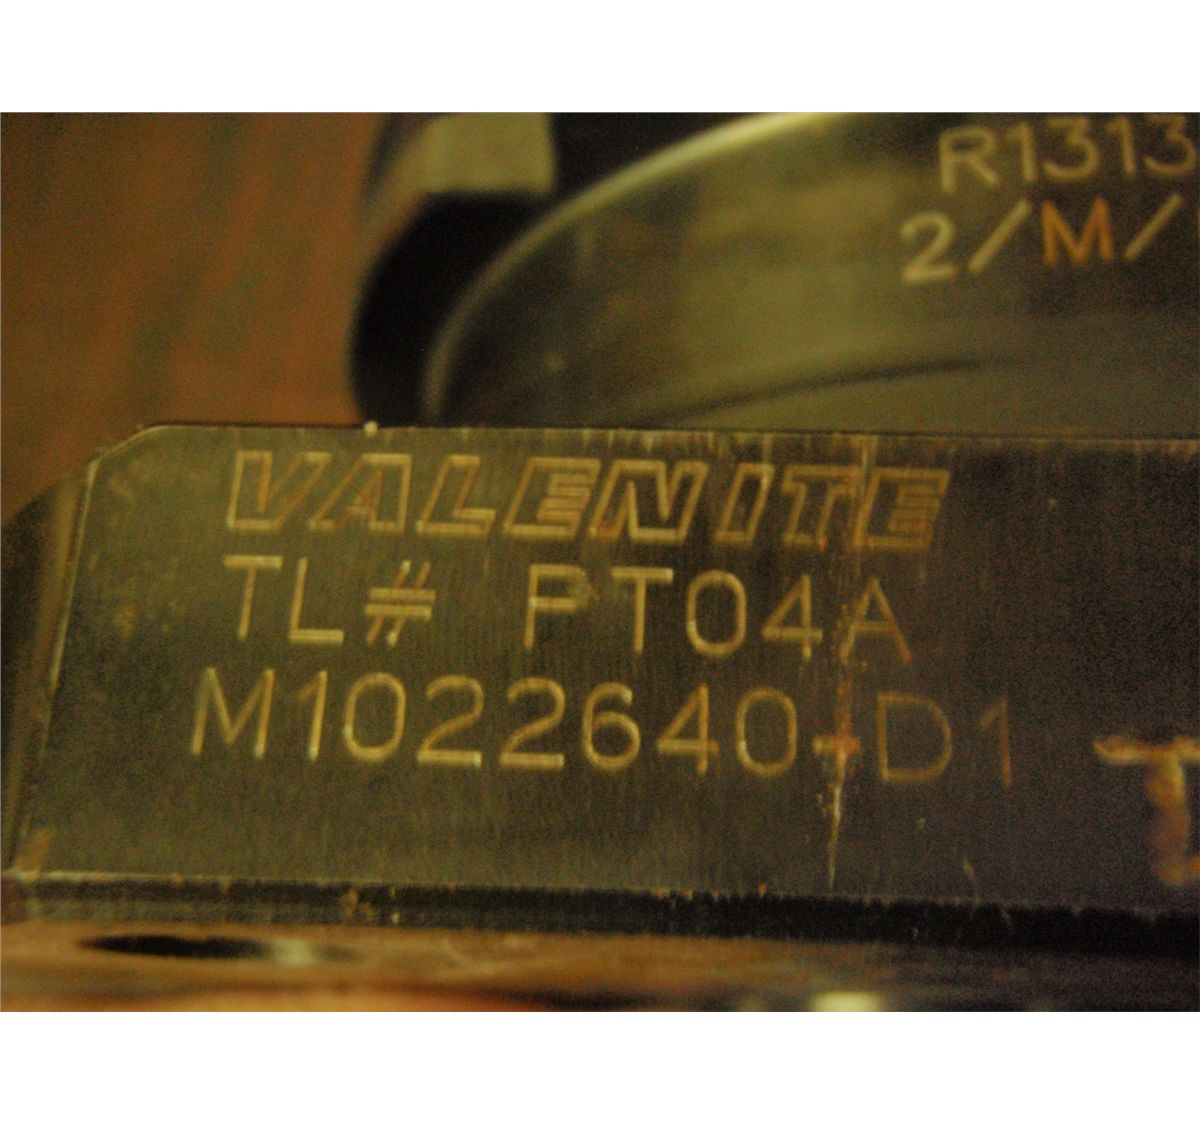 R1313
2/M/
VALENITE
TL# PT04A
M1022640-D1